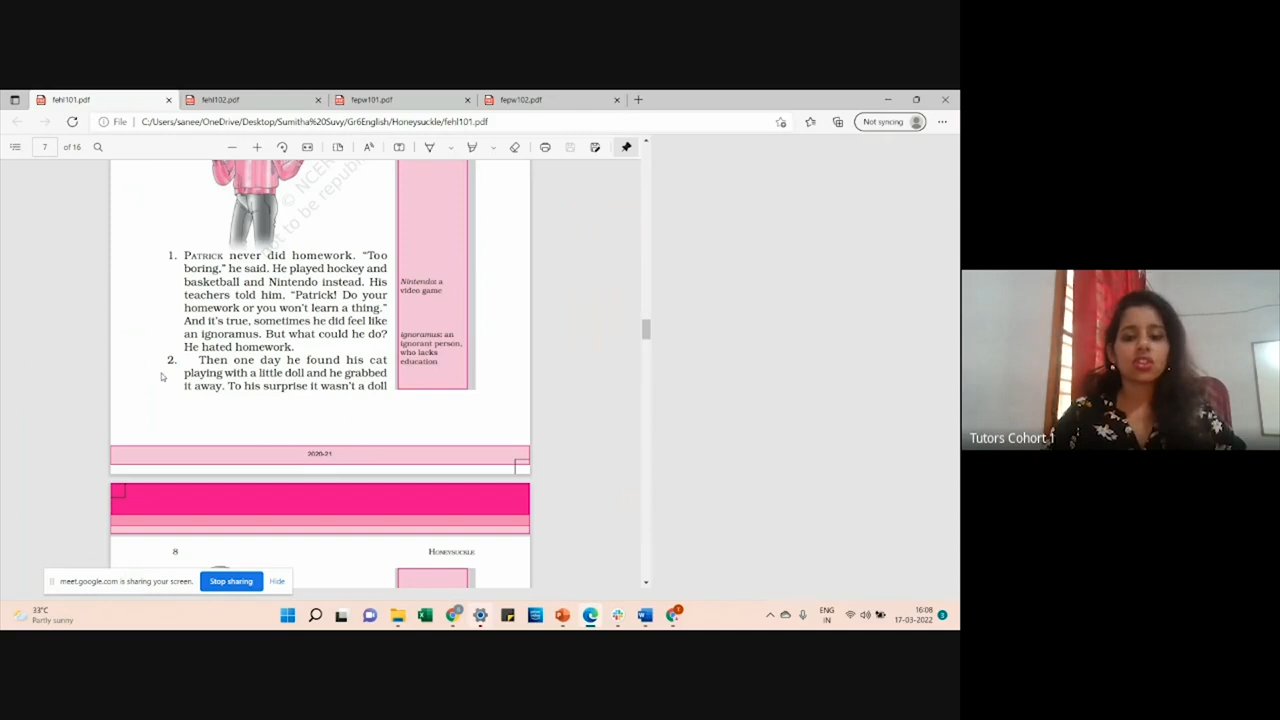 fehl101.pdf
fehl102.pdf
fepw101.pdf
fepw102.pdf
File
C:/Users/sanee/OneDrive/Desktop/Sumitha%20Suvy/Gr6English/Honeysuckle/fehl101.pdf
Not syncing
7 of 16
© NCER
not to be republi
1. PATRICK never did homework. “Too
boring,” he said. He played hockey and
basketball and Nintendo instead. His
teachers told him, “Patrick! Do your
homework or you won’t learn a thing.”
And it’s true, sometimes he did feel like
an ignoramus. But what could he do?
He hated homework.
2. Then one day he found his cat
playing with a little doll and he grabbed
it away. To his surprise it wasn’t a doll
Nintendo: a
video game
ignoramus: an
ignorant person,
who lacks
education
2020-21
8
HONEYSUCKLE
meet.google.com is sharing your screen.
Stop sharing
Hide
Tutors Cohort 1
33°C
Partly sunny
ENG
IN
16:08
17-03-2022